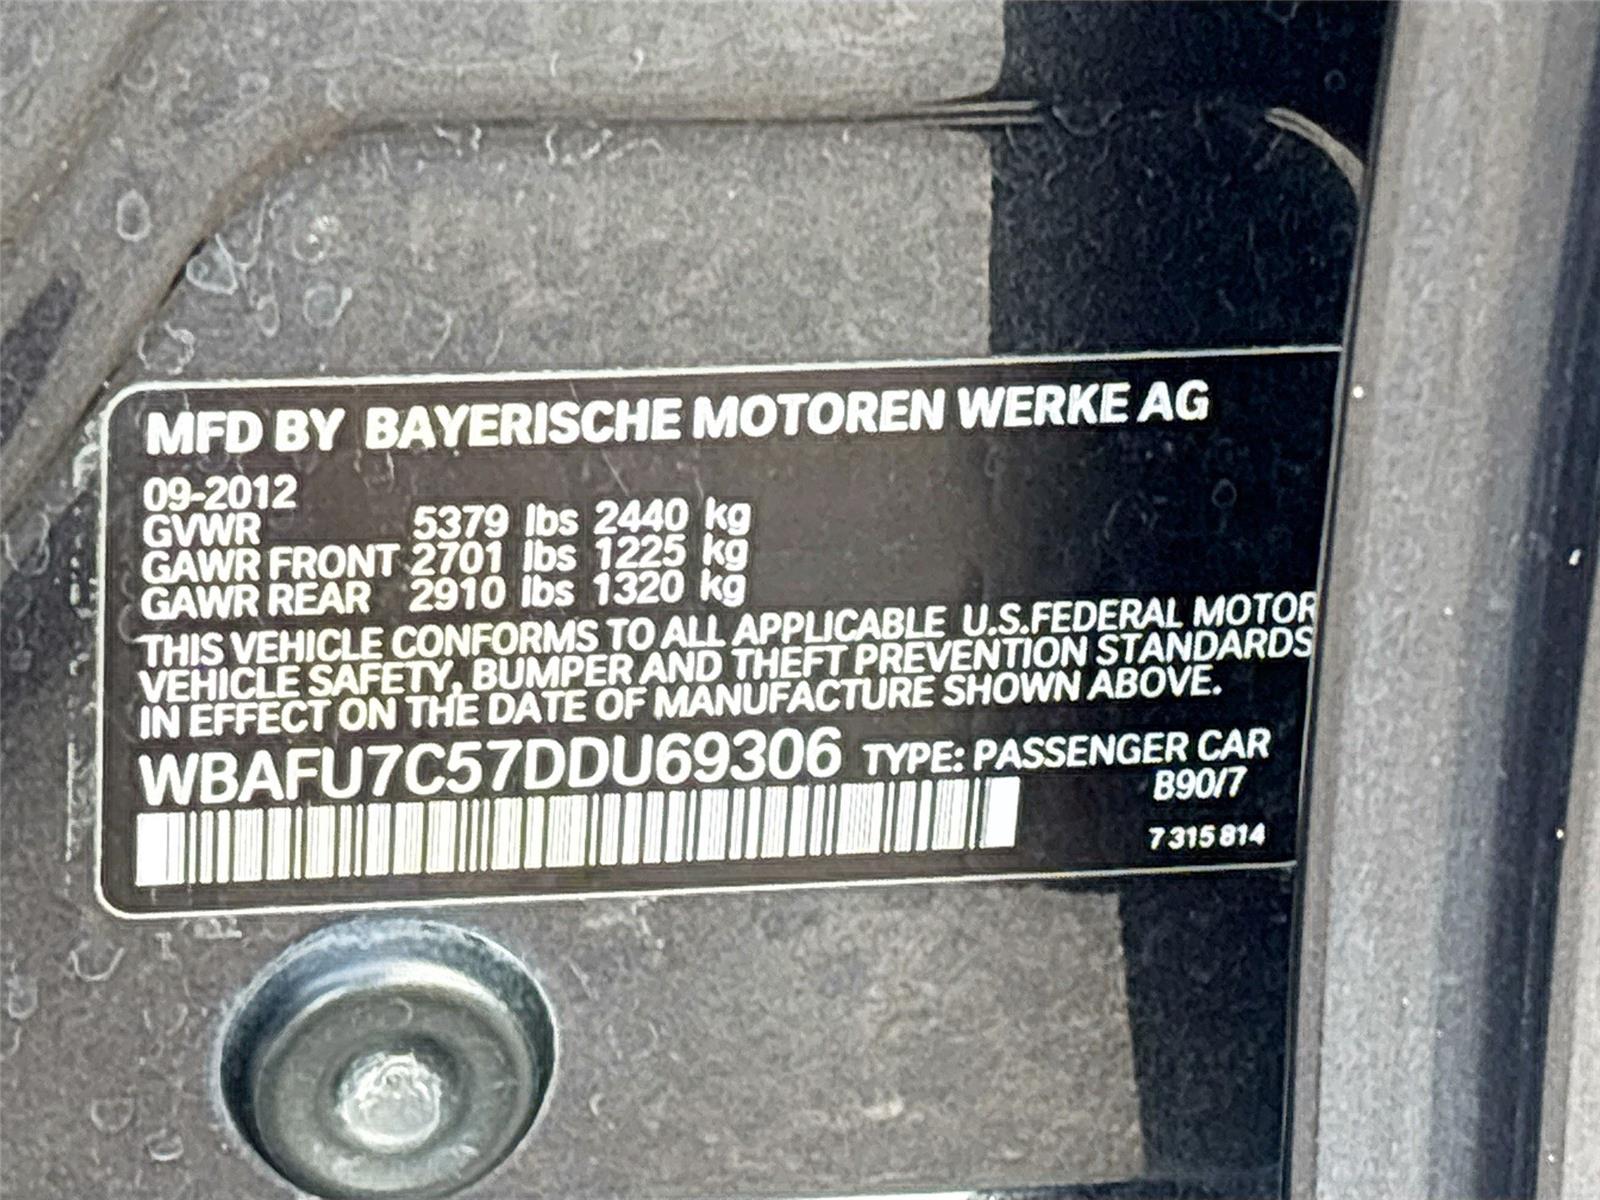 MFD BY BAYERISCHE MOTOREN WERKE AG
09-2012
GVWR 5379 lbs 2440 kg
GAWR FRONT 2701 lbs 1225 kg
GAWR REAR 2910 lbs 1320 kg
THIS VEHICLE CONFORMS TO ALL APPLICABLE U.S.FEDERAL MOTOR
VEHICLE SAFETY, BUMPER AND THEFT PREVENTION STANDARDS
IN EFFECT ON THE DATE OF MANUFACTURE SHOWN ABOVE.
WBAFU7C57DDU69306 TYPE: PASSENGER CAR
B90/7
7 315 814